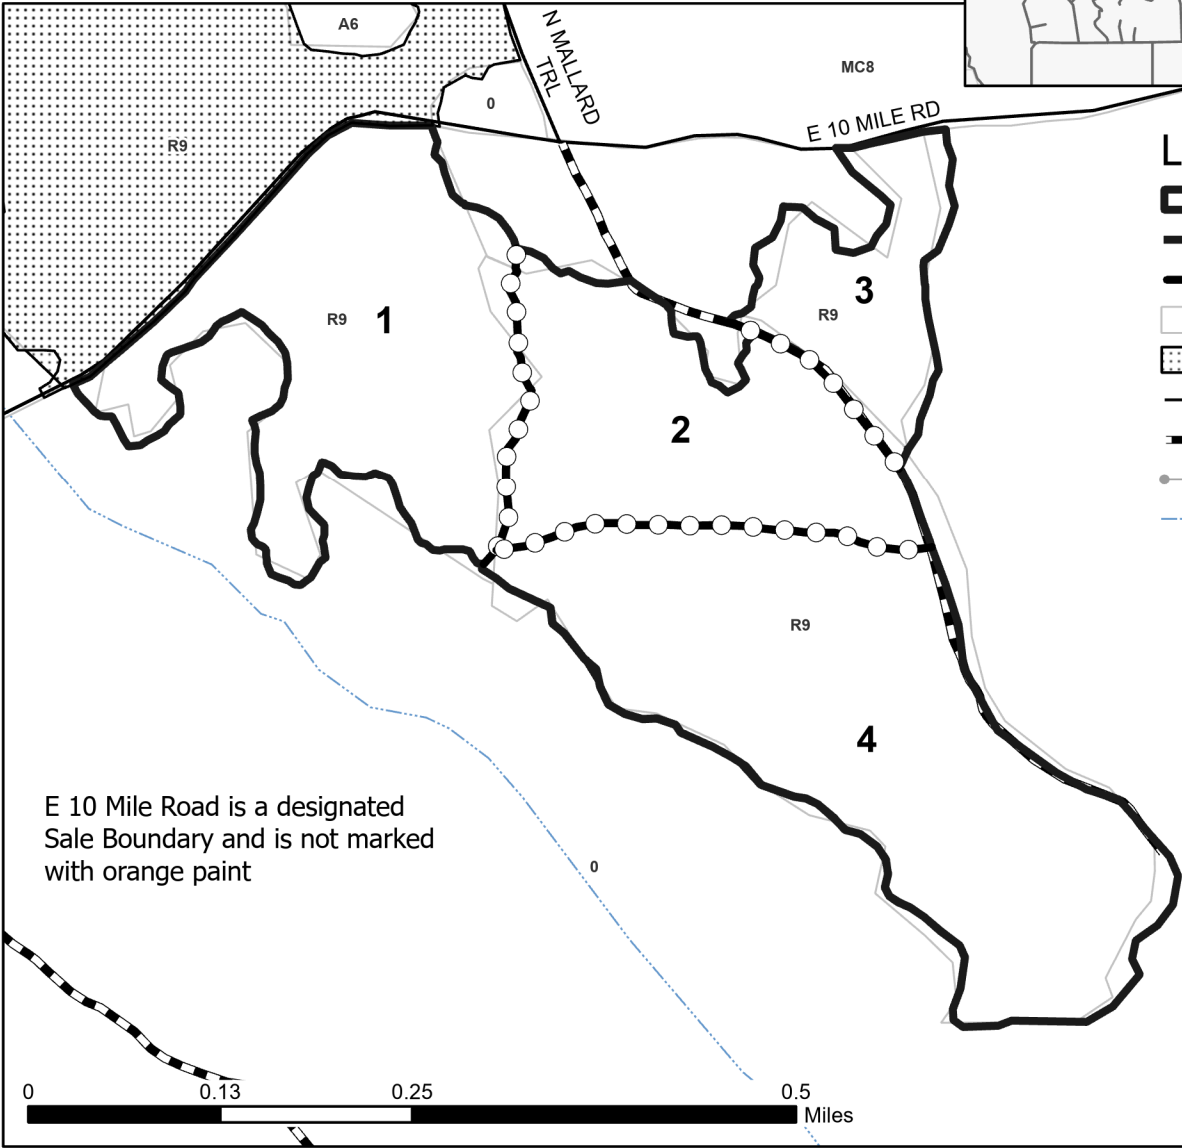 A6
N MALLARD
TRL
MC8
0
E 10 MILE RD
R9
L
3
R9
1
R9
2
R9
4
E 10 Mile Road is a designated
Sale Boundary and is not marked
with orange paint
0
0 0.13 0.25 0.5
Miles